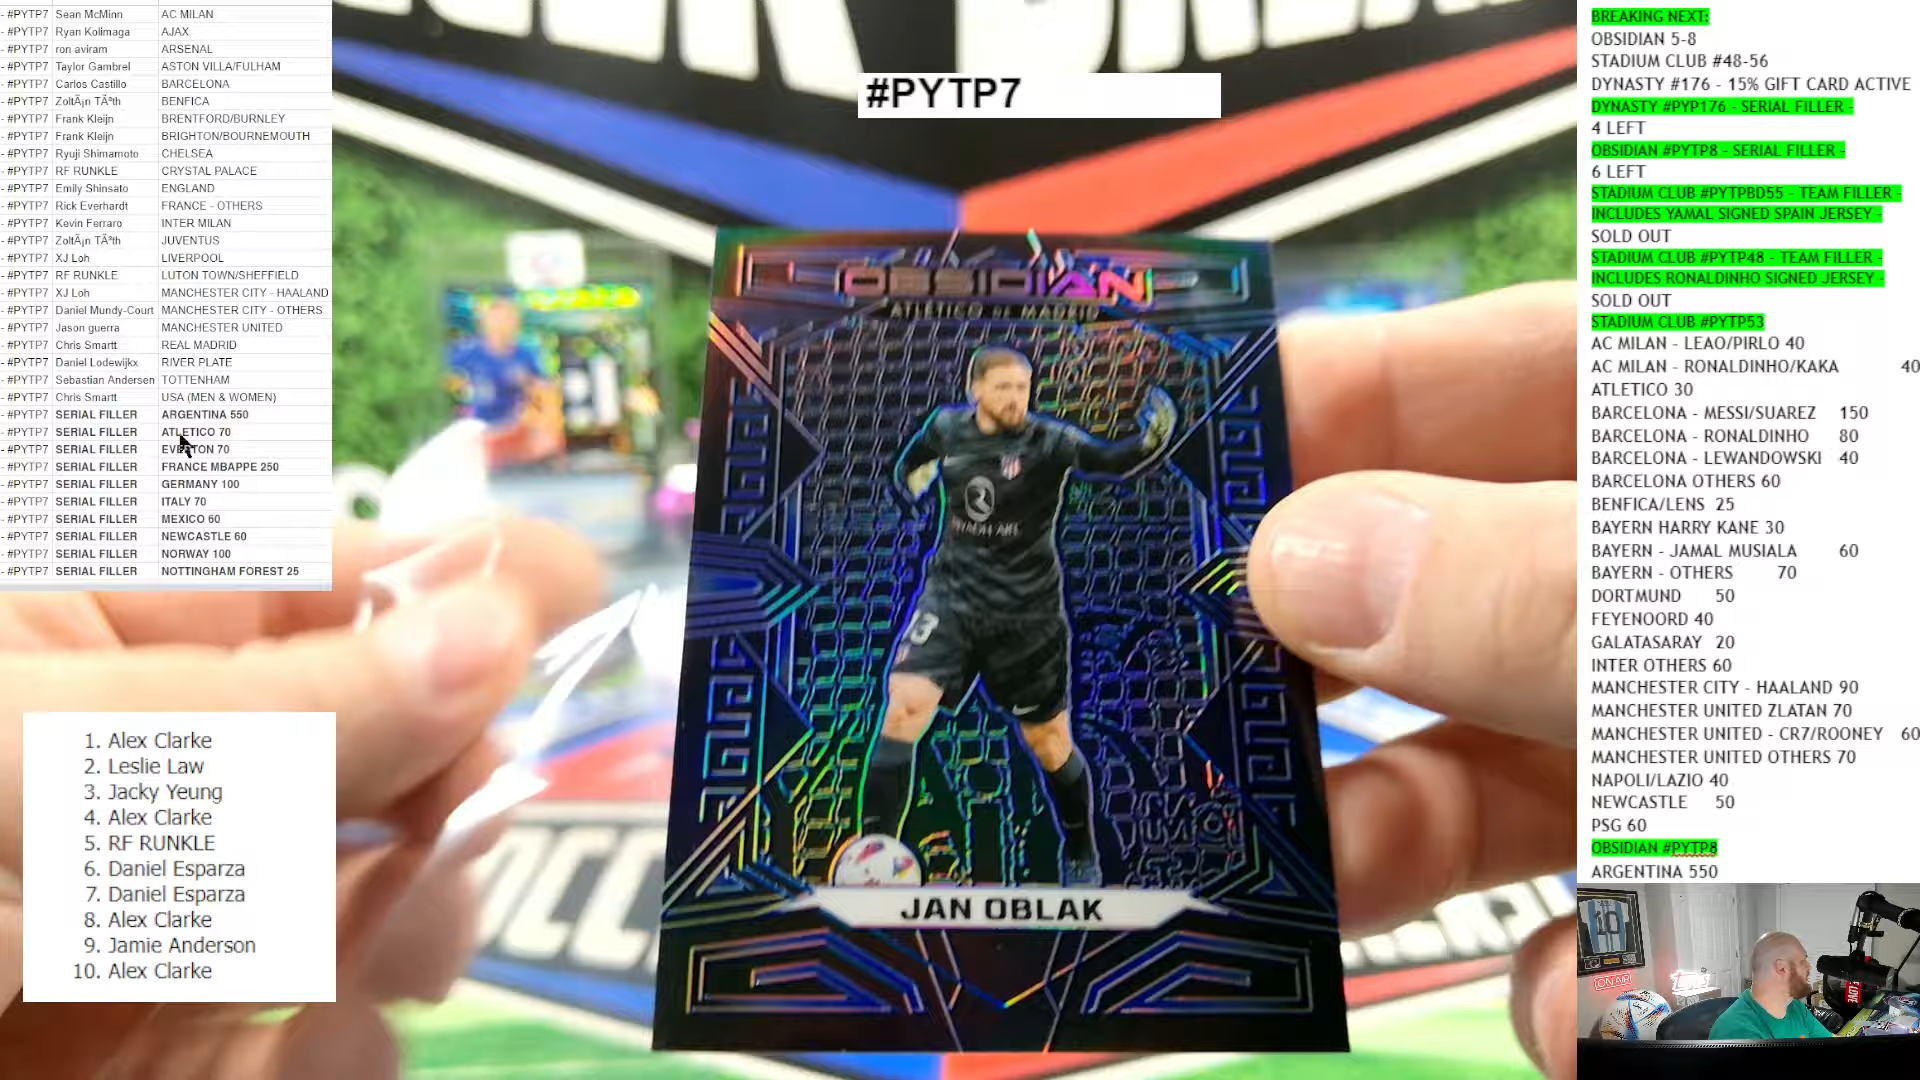 - #PYTP7 Sean McMinn AC MILAN
- #PYTP7 Ryan Kolimaga AJAX
- #PYTP7 ron aviram ARSENAL
- #PYTP7 Taylor Gambrel ASTON VILLA/FULHAM
- #PYTP7 Carlos Castillo BARCELONA
- #PYTP7 ZoltÃ¡n TÃªth BENFICA
- #PYTP7 Frank Kleijn BRENTFORD/BURNLEY
- #PYTP7 Frank Kleijn BRIGHTON/BOURNEMOUTH
- #PYTP7 Ryuji Shimamoto CHELSEA
- #PYTP7 RF RUNKLE CRYSTAL PALACE
- #PYTP7 Emily Shinsato ENGLAND
- #PYTP7 Rick Everhardt FRANCE - OTHERS
- #PYTP7 Kevin Ferraro INTER MILAN
- #PYTP7 ZoltÃ¡n TÃªth JUVENTUS
- #PYTP7 XJ Loh LIVERPOOL
- #PYTP7 RF RUNKLE LUTON TOWN/SHEFFIELD
- #PYTP7 XJ Loh MANCHESTER CITY - HAALAND
- #PYTP7 Daniel Mundy-Court MANCHESTER CITY - OTHERS
- #PYTP7 Jason guerra MANCHESTER UNITED
- #PYTP7 Chris Smartt REAL MADRID
- #PYTP7 Daniel Lodewijkx RIVER PLATE
- #PYTP7 Sebastian Andersen TOTTENHAM
- #PYTP7 Chris Smartt USA (MEN & WOMEN)
- #PYTP7 SERIAL FILLER ARGENTINA 550
- #PYTP7 SERIAL FILLER ATLETICO 70
- #PYTP7 SERIAL FILLER EVERTON 70
- #PYTP7 SERIAL FILLER FRANCE MBAPPE 250
- #PYTP7 SERIAL FILLER GERMANY 100
- #PYTP7 SERIAL FILLER ITALY 70
- #PYTP7 SERIAL FILLER MEXICO 60
- #PYTP7 SERIAL FILLER NEWCASTLE 60
- #PYTP7 SERIAL FILLER NORWAY 100
- #PYTP7 SERIAL FILLER NOTTINGHAM FOREST 25
1. Alex Clarke
2. Leslie Law
3. Jacky Yeung
4. Alex Clarke
5. RF RUNKLE
6. Daniel Esparza
7. Daniel Esparza
8. Alex Clarke
9. Jamie Anderson
10. Alex Clarke
#PYTP7
OBSIDIAN
ATLETICO DE MADRID
13
JAN OBLAK
BREAKING NEXT:
OBSIDIAN 5-8
STADIUM CLUB #48-56
DYNASTY #176 - 15% GIFT CARD ACTIVE
DYNASTY #PYP176 - SERIAL FILLER -
4 LEFT
OBSIDIAN #PYTP8 - SERIAL FILLER -
6 LEFT
STADIUM CLUB #PYTPBD55 - TEAM FILLER -
INCLUDES YAMAL SIGNED SPAIN JERSEY -
SOLD OUT
STADIUM CLUB #PYTP48 - TEAM FILLER -
INCLUDES RONALDINHO SIGNED JERSEY -
SOLD OUT
STADIUM CLUB #PYTP53
AC MILAN - LEAO/PIRLO 40
AC MILAN - RONALDINHO/KAKA 40
ATLETICO 30
BARCELONA - MESSI/SUAREZ 150
BARCELONA - RONALDINHO 80
BARCELONA - LEWANDOWSKI 40
BARCELONA OTHERS 60
BENFICA/LENS 25
BAYERN HARRY KANE 30
BAYERN - JAMAL MUSIALA 60
BAYERN - OTHERS 70
DORTMUND 50
FEYENOORD 40
GALATASARAY 20
INTER OTHERS 60
MANCHESTER CITY - HAALAND 90
MANCHESTER UNITED ZLATAN 70
MANCHESTER UNITED - CR7/ROONEY 60
MANCHESTER UNITED OTHERS 70
NAPOLI/LAZIO 40
NEWCASTLE 50
PSG 60
OBSIDIAN #PYTP8
ARGENTINA 550
10
ON AIR